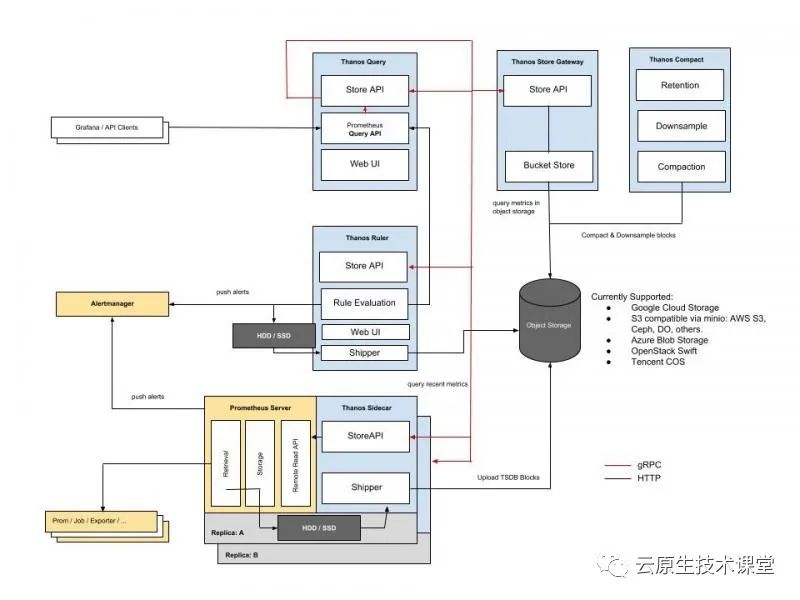 Thanos Query
Store API
Prometheus
Query API
Web UI
Thanos Store Gateway
Store API
Bucket Store
Thanos Compact
Retention
Downsample
Compaction
Grafana / API Clients
query metrics in
object storage
Compact & Downsample blocks
Thanos Ruler
Store API
Rule Evaluation
Web UI
Shipper
push alerts
Alertmanager
HDD / SSD
Object Storage
Currently Supported:
● Google Cloud Storage
● S3 compatible via minio: AWS S3,
Ceph, DO, others.
● Azure Blob Storage
● OpenStack Swift
● Tencent COS
query recent metrics
push alerts
Prometheus Server
Retrieval
Storage
Remote Read API
Thanos Sidecar
StoreAPI
Shipper
Upload TSDB Blocks
gRPC
HTTP
Prom / Job / Exporter / ...
HDD / SSD
Replica: A
Replica: B
云原生技术课堂